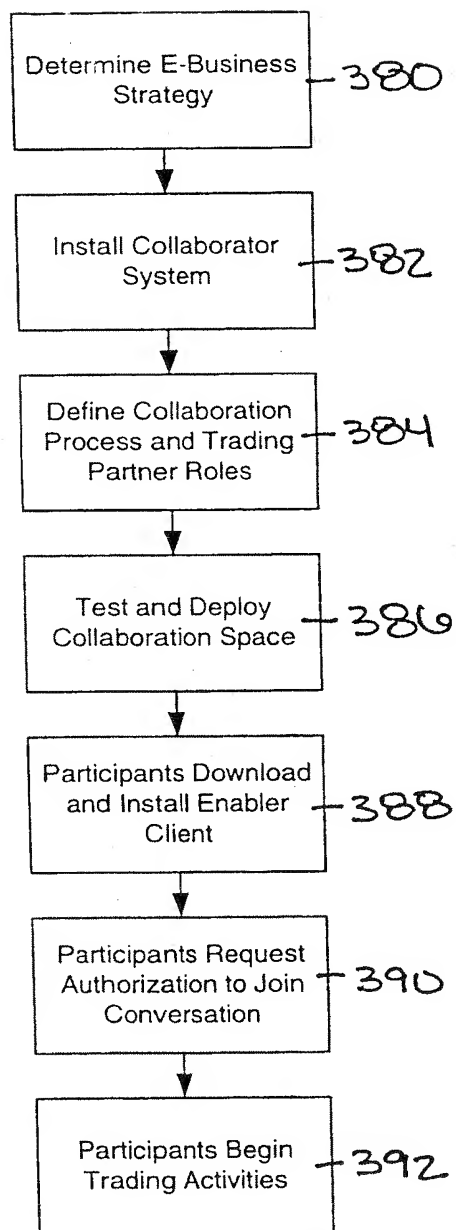 Determine E-Business
Strategy
380
Install Collaborator
System
382
Define Collaboration
Process and Trading
Partner Roles
384
Test and Deploy
Collaboration Space
386
Participants Download
and Install Enabler
Client
388
Participants Request
Authorization to Join
Conversation
390
Participants Begin
Trading Activities
392